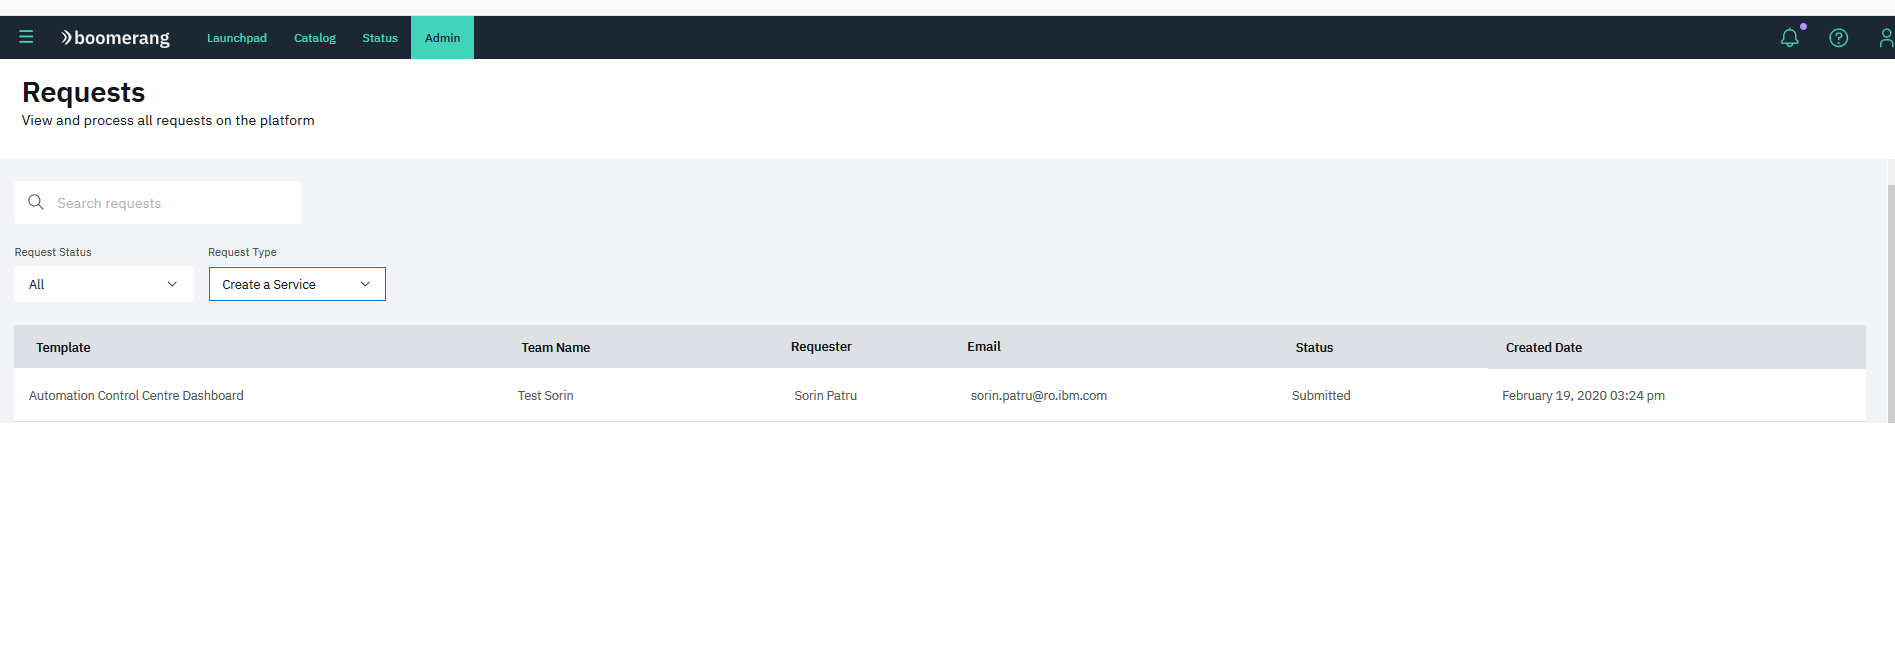 boomerang Launchpad Catalog Status Admin
Requests
View and process all requests on the platform
Search requests
Request Status Request Type
All Create a Service
Template Team Name Requester Email Status Created Date
Automation Control Centre Dashboard Test Sorin Sorin Patru sorin.patru@ro.ibm.com Submitted February 19, 2020 03:24 pm